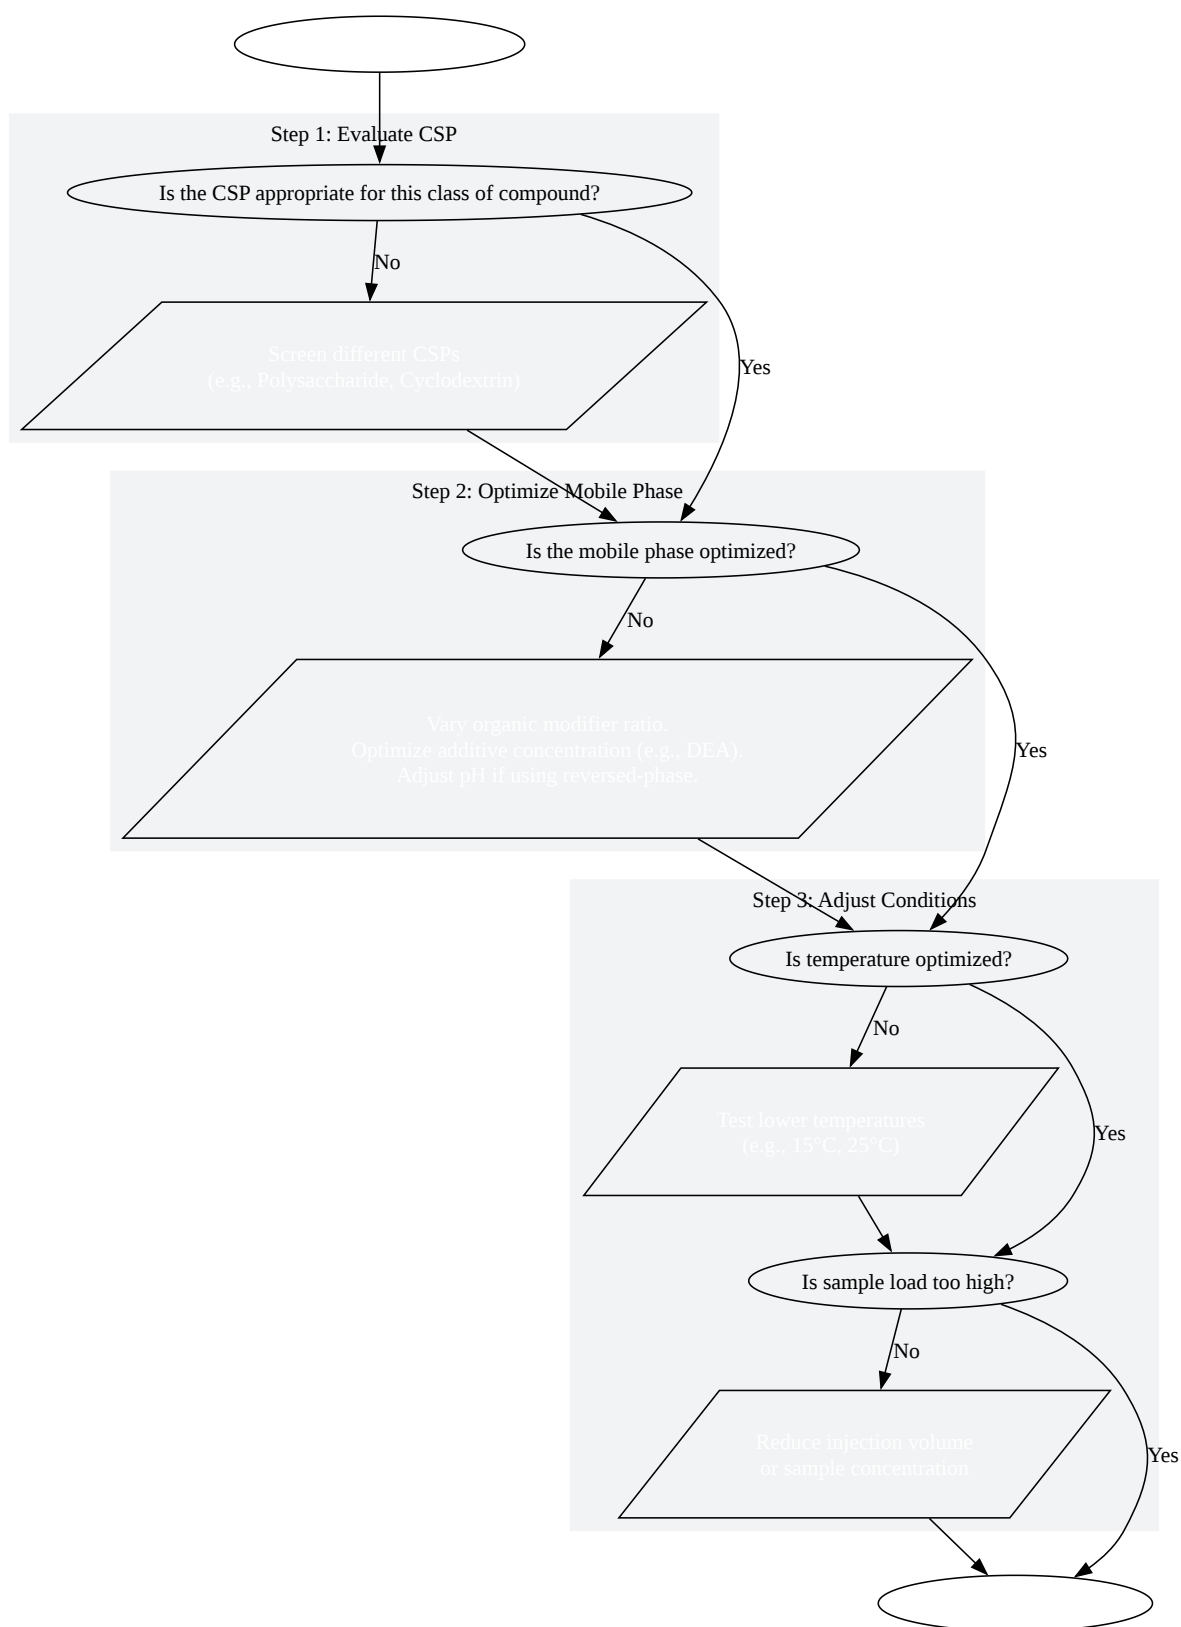 Step 1: Evaluate CSP
Is the CSP appropriate for this class of compound?
No
Screen different CSPs
(e.g., Polysaccharide, Cyclodextrin)
Yes
Step 2: Optimize Mobile Phase
Is the mobile phase optimized?
No
Vary organic modifier ratio.
Optimize additive concentration (e.g., DEA).
Adjust pH if using reversed-phase.
Yes
Step 3: Adjust Conditions
Is temperature optimized?
No
Test lower temperatures
(e.g., 15°C, 25°C)
Yes
Is sample load too high?
No
Reduce injection volume
or sample concentration
Yes